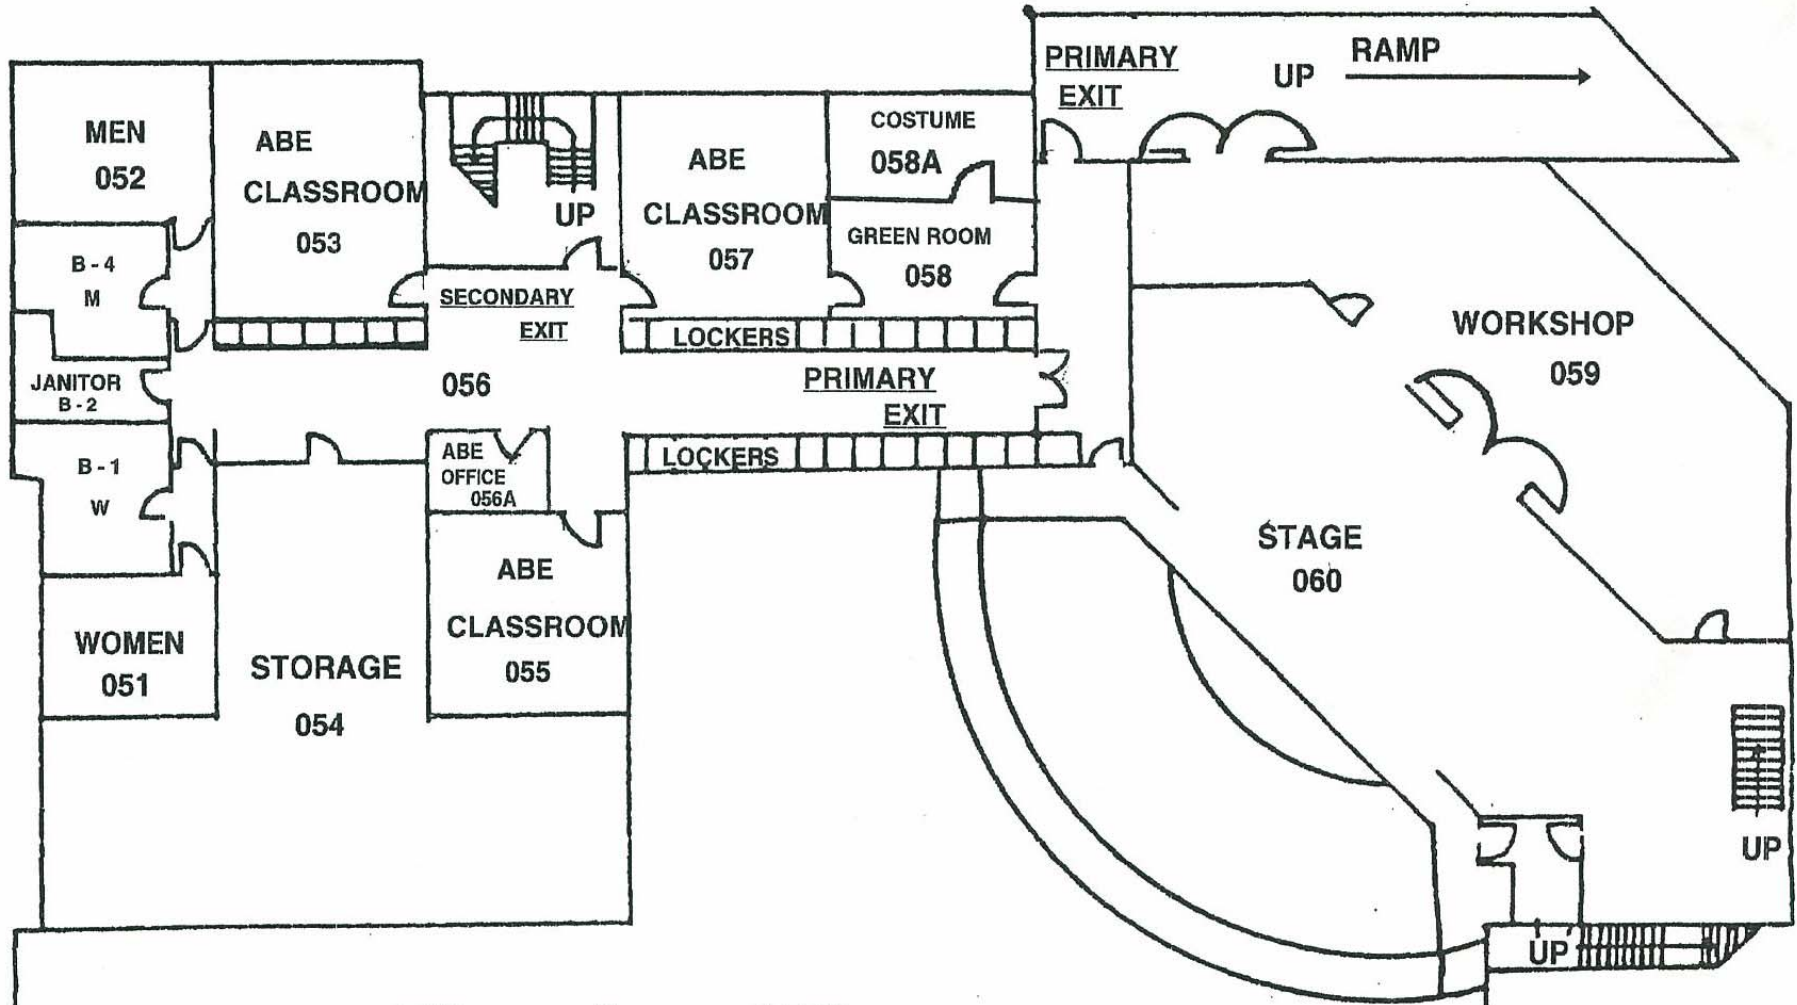 PRIMARY
EXIT
UP
RAMP
MEN
052
ABE
CLASSROOM
053
UP
ABE
CLASSROOM
057
COSTUME
058A
GREEN ROOM
058
B - 4
M
SECONDARY
EXIT
LOCKERS
WORKSHOP
059
JANITOR
B - 2
056
PRIMARY
EXIT
B - 1
W
ABE
OFFICE
056A
LOCKERS
STAGE
060
ABE
CLASSROOM
055
WOMEN
051
STORAGE
054
UP
UP